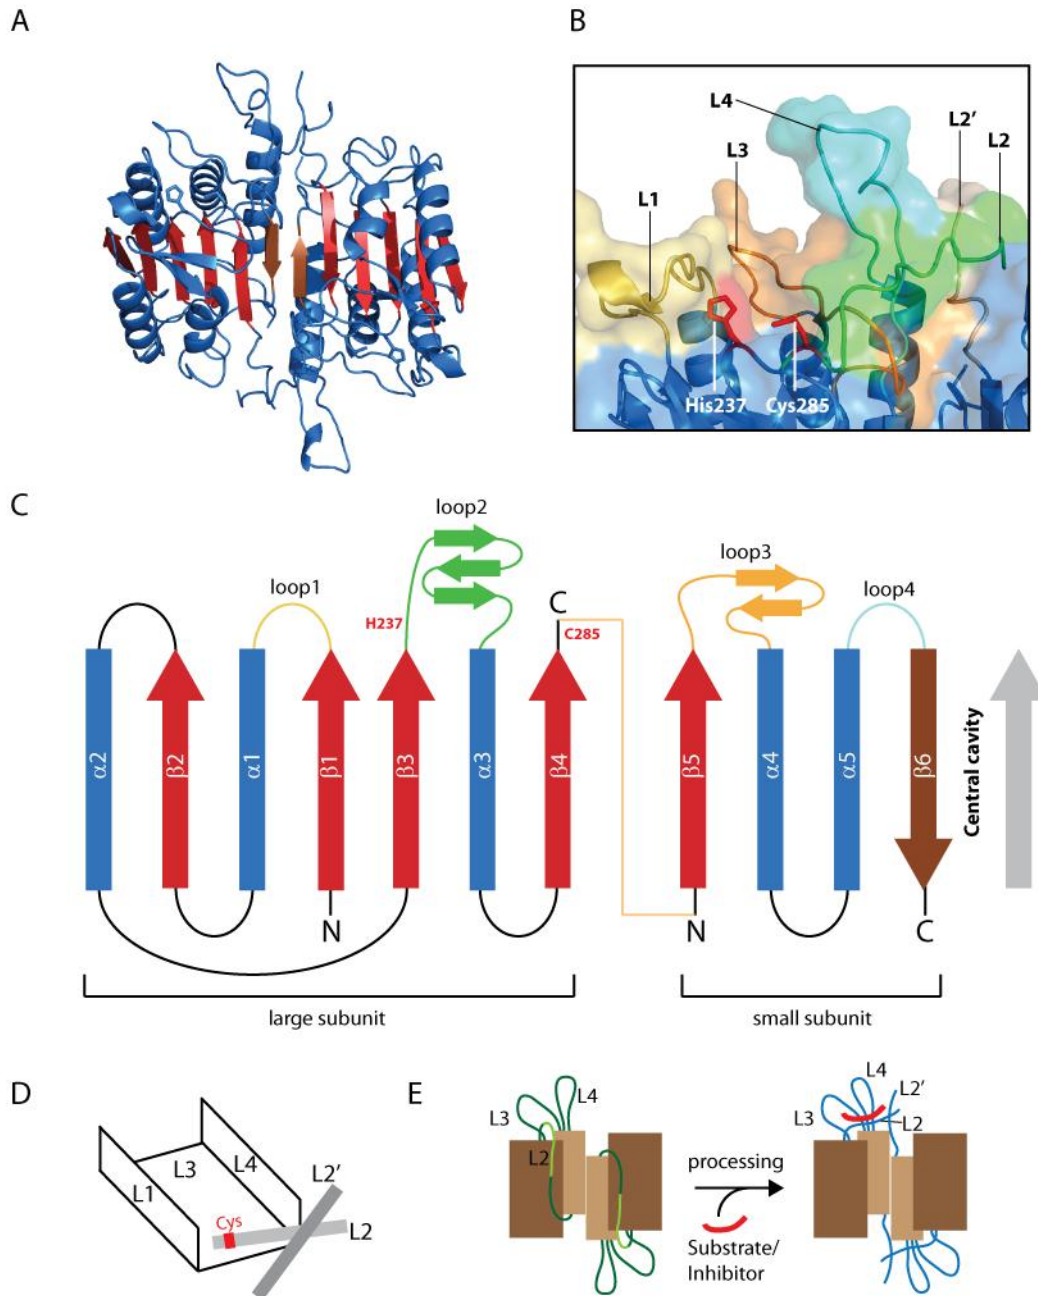 A
B
L4
L2′
L2
L3
L1
His237
Cys285
C
loop2
loop3
loop1
loop4
H237
C
C285
α2
β2
α1
β1
β3
α3
β4
β5
α4
α5
β6
Central cavity
N
N
C
large subunit
small subunit
D
L1
L3
L4
L2′
Cys
L2
E
L4
L3
L2
processing
Substrate/
Inhibitor
L4
L2′
L3
L2